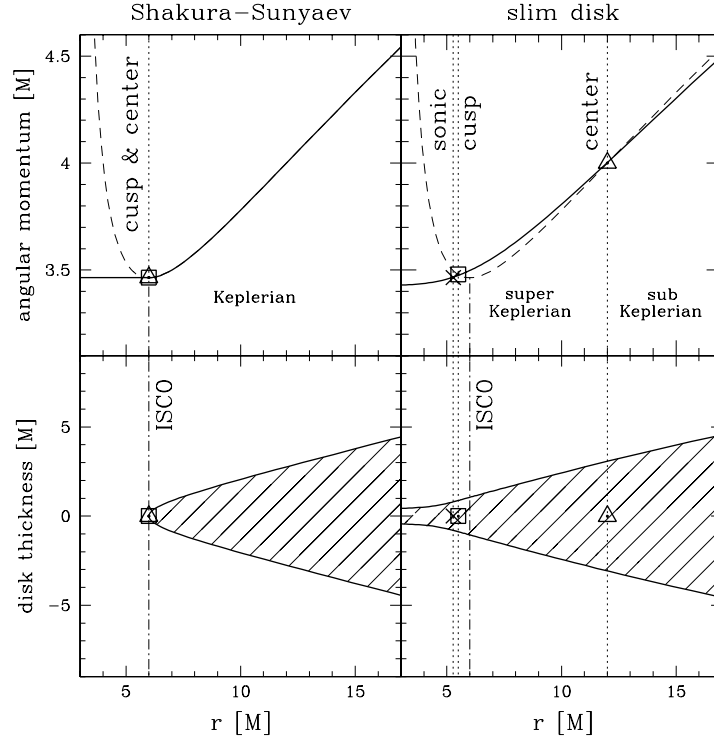 Shakura−Sunyaev
slim disk
angular momentum [M]
4.5
4
3.5
cusp & center
Keplerian
sonic
cusp
center
super
Keplerian
sub
Keplerian
disk thickness [M]
5
0
−5
ISCO
ISCO
5
10
15
5
10
15
r [M]
r [M]